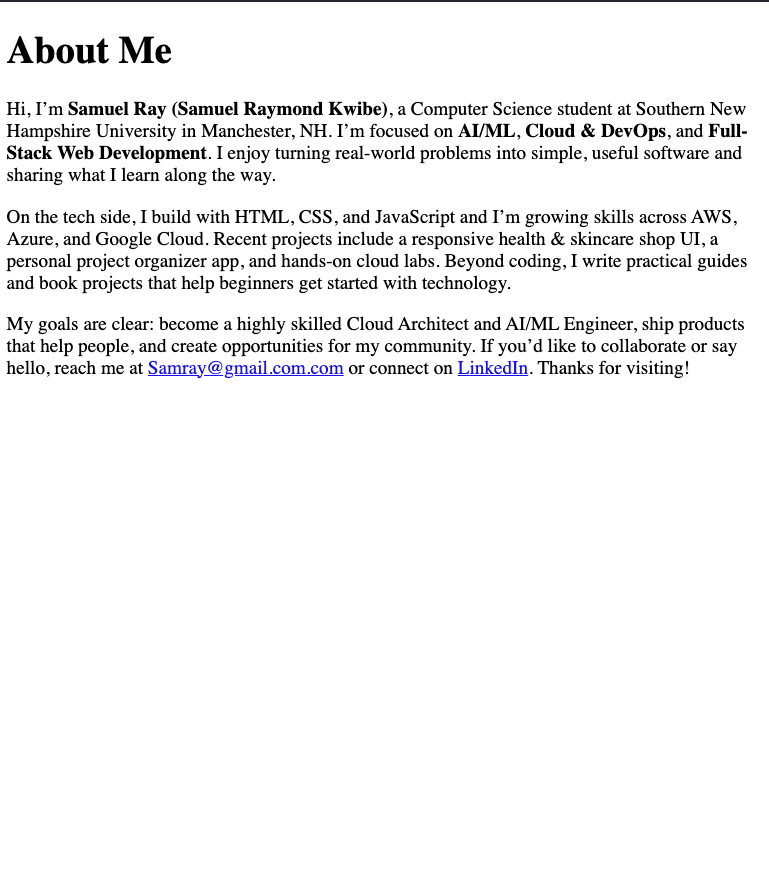 About Me
Hi, I’m Samuel Ray (Samuel Raymond Kwibe), a Computer Science student at Southern New
Hampshire University in Manchester, NH. I’m focused on AI/ML, Cloud & DevOps, and Full-
Stack Web Development. I enjoy turning real-world problems into simple, useful software and
sharing what I learn along the way.
On the tech side, I build with HTML, CSS, and JavaScript and I’m growing skills across AWS,
Azure, and Google Cloud. Recent projects include a responsive health & skincare shop UI, a
personal project organizer app, and hands-on cloud labs. Beyond coding, I write practical guides
and book projects that help beginners get started with technology.
My goals are clear: become a highly skilled Cloud Architect and AI/ML Engineer, ship products
that help people, and create opportunities for my community. If you’d like to collaborate or say
hello, reach me at Samray@gmail.com.com or connect on LinkedIn. Thanks for visiting!